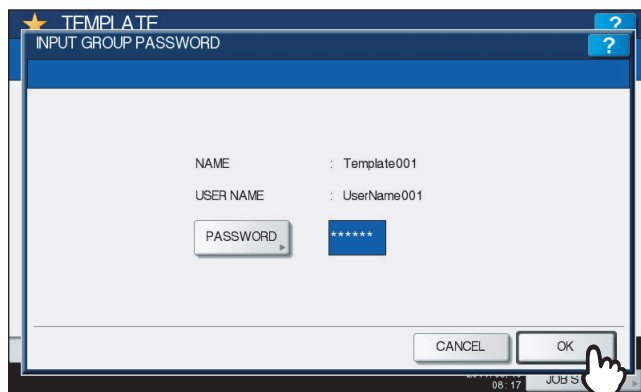 TEMPLATE ?
INPUT GROUP PASSWORD ?
NAME : Template001
USER NAME : UserName001
PASSWORD ******
CANCEL OK
08:17 JOB S